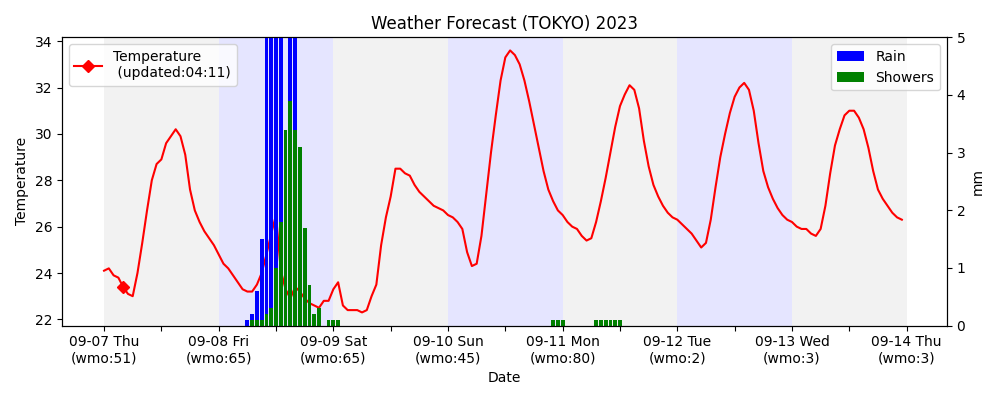 Weather Forecast (TOKYO) 2023
Temperature
(updated:04:11)
Rain
Showers
34
32
30
28
26
24
22
Temperature
5
4
3
2
1
0
mm
09-07 Thu
(wmo:51)
09-08 Fri
(wmo:65)
09-09 Sat
(wmo:65)
09-10 Sun
(wmo:45)
09-11 Mon
(wmo:80)
09-12 Tue
(wmo:2)
09-13 Wed
(wmo:3)
09-14 Thu
(wmo:3)
Date